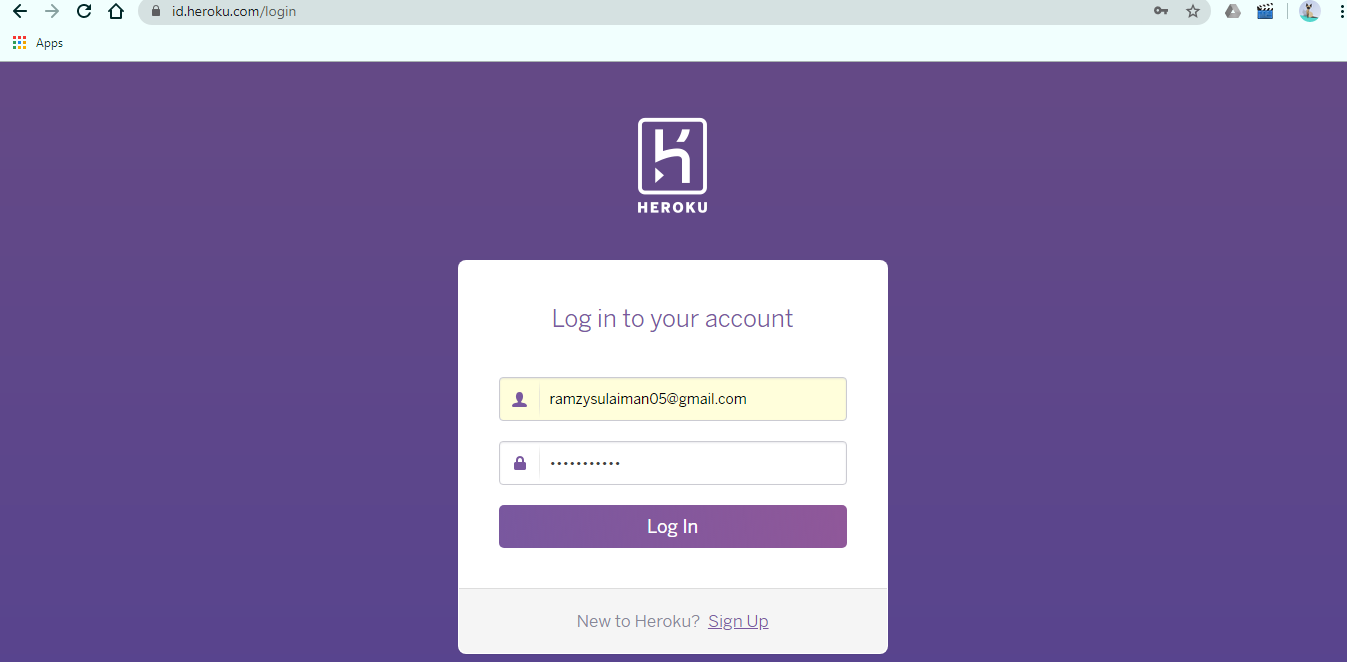 id.heroku.com/login
Apps
HEROKU
Log in to your account
ramzysulaiman05@gmail.com
•••••••••••
Log In
New to Heroku? Sign Up